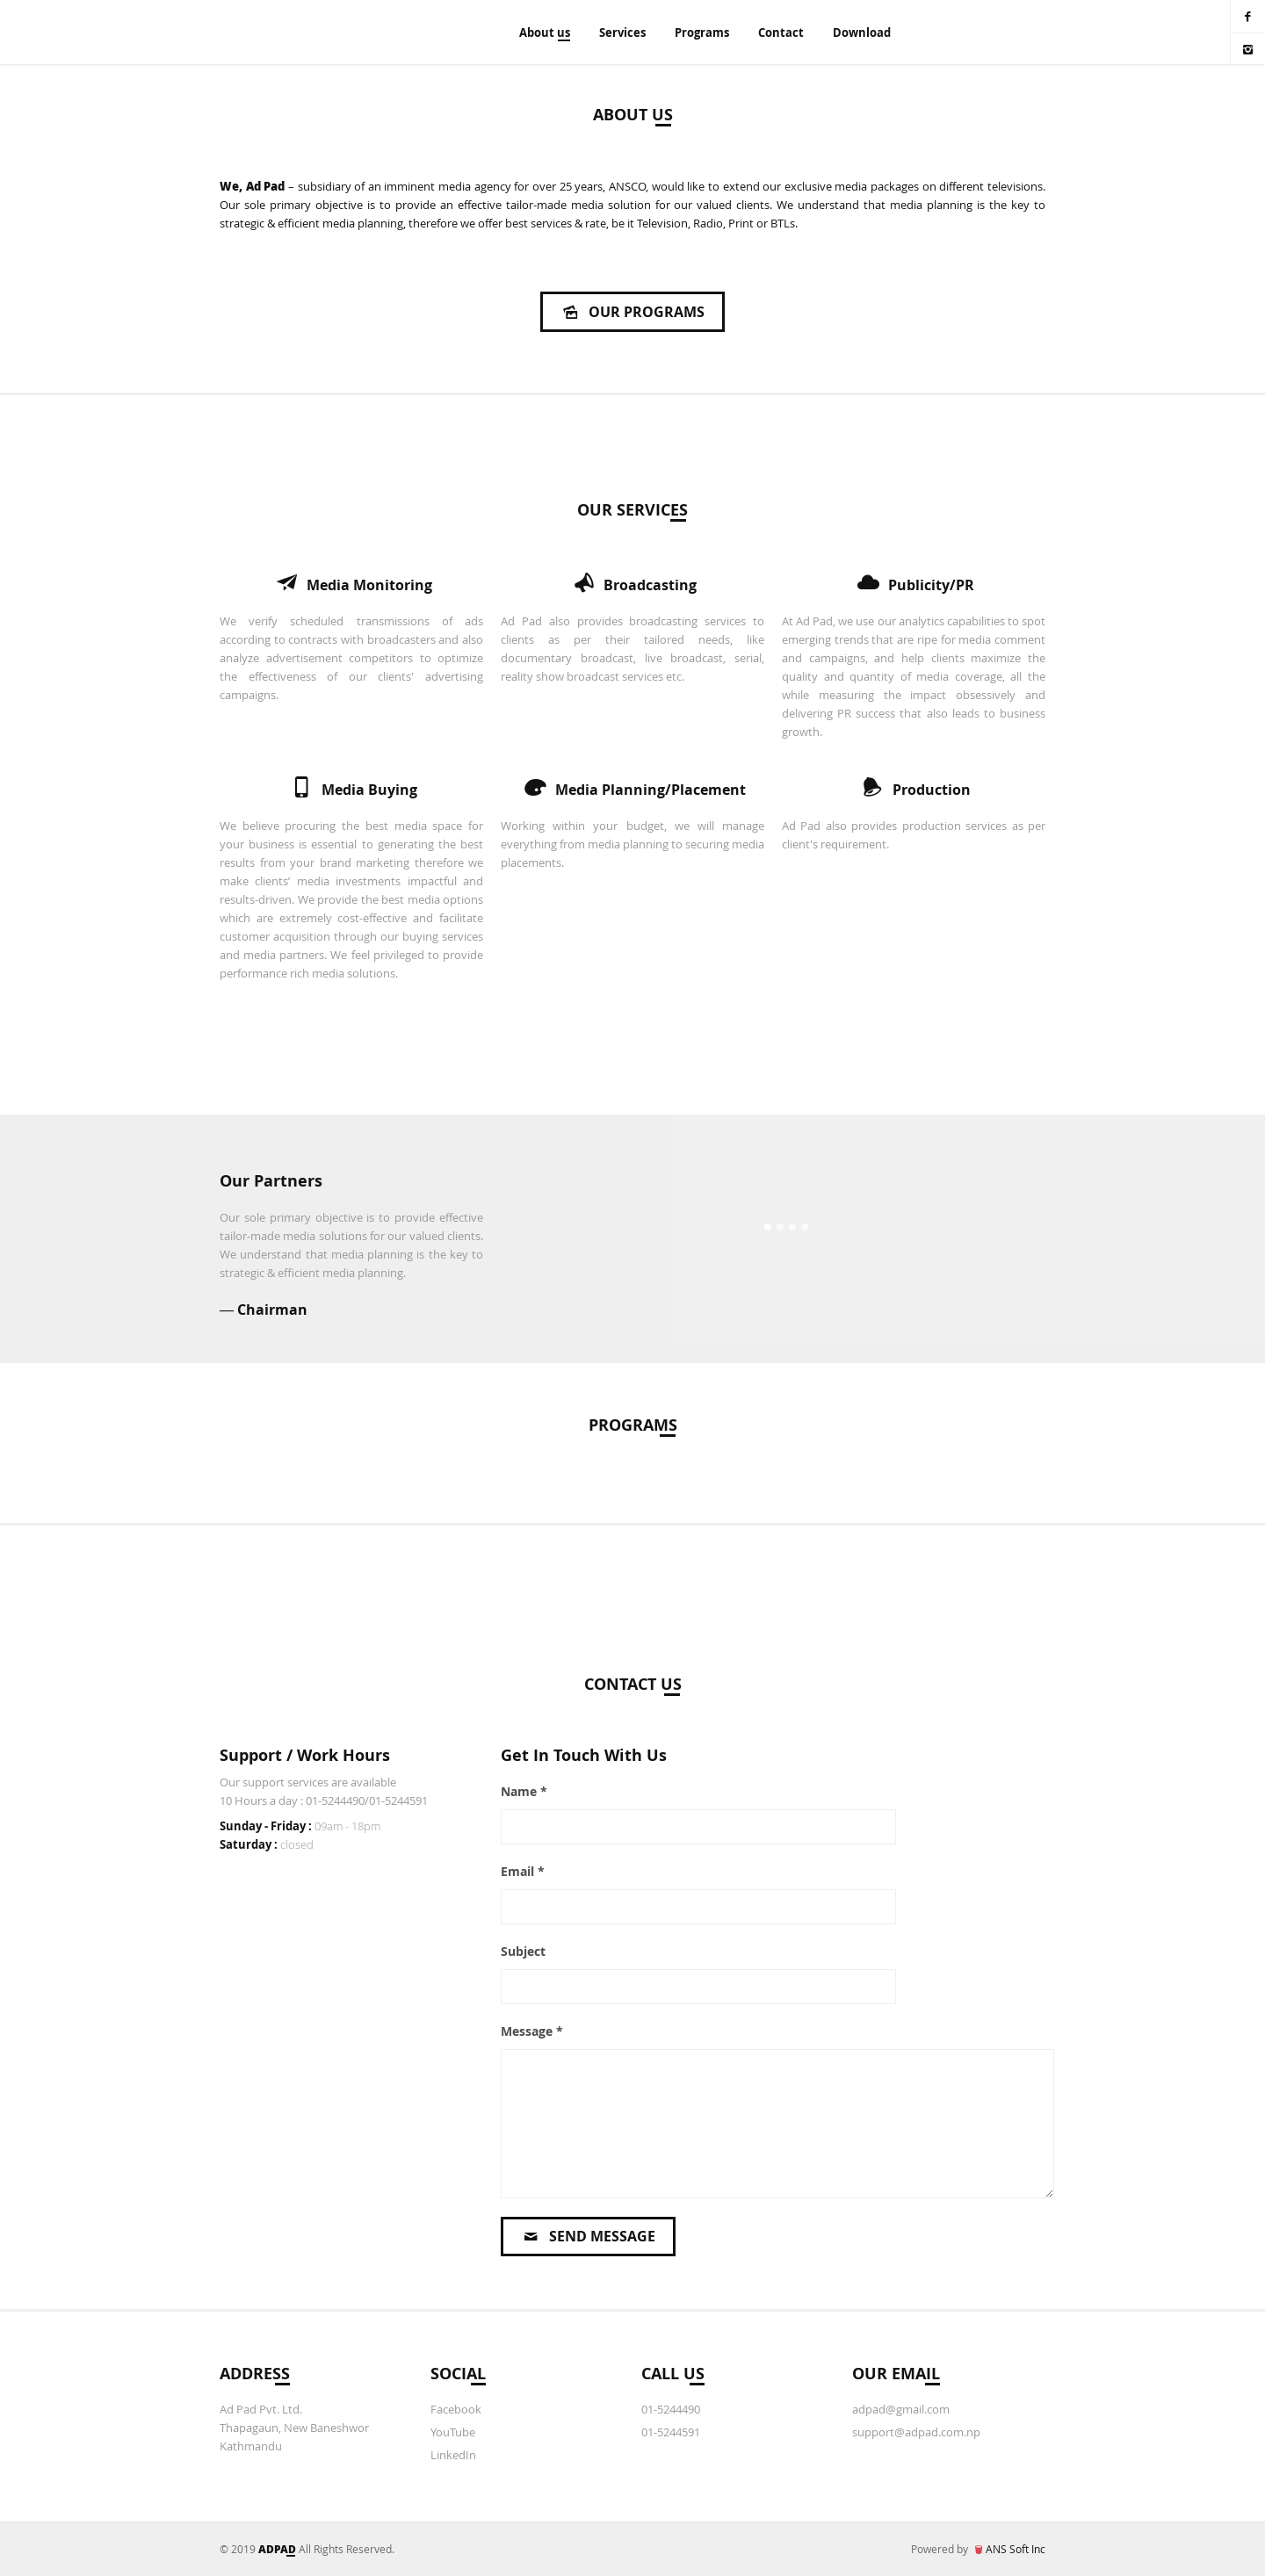 About us Services Programs Contact Download
ABOUT US
We, Ad Pad – subsidiary of an imminent media agency for over 25 years, ANSCO, would like to extend our exclusive media packages on different televisions.
Our sole primary objective is to provide an effective tailor-made media solution for our valued clients. We understand that media planning is the key to
strategic & efficient media planning, therefore we offer best services & rate, be it Television, Radio, Print or BTLs.
OUR PROGRAMS
OUR SERVICES
Media Monitoring
We verify scheduled transmissions of ads
according to contracts with broadcasters and also
analyze advertisement competitors to optimize
the effectiveness of our clients' advertising
campaigns.
Broadcasting
Ad Pad also provides broadcasting services to
clients as per their tailored needs, like
documentary broadcast, live broadcast, serial,
reality show broadcast services etc.
Publicity/PR
At Ad Pad, we use our analytics capabilities to spot
emerging trends that are ripe for media comment
and campaigns, and help clients maximize the
quality and quantity of media coverage, all the
while measuring the impact obsessively and
delivering PR success that also leads to business
growth.
Media Buying
We believe procuring the best media space for
your business is essential to generating the best
results from your brand marketing therefore we
make clients’ media investments impactful and
results-driven. We provide the best media options
which are extremely cost-effective and facilitate
customer acquisition through our buying services
and media partners. We feel privileged to provide
performance rich media solutions.
Media Planning/Placement
Working within your budget, we will manage
everything from media planning to securing media
placements.
Production
Ad Pad also provides production services as per
client's requirement.
Our Partners
Our sole primary objective is to provide effective
tailor-made media solutions for our valued clients.
We understand that media planning is the key to
strategic & efficient media planning.
— Chairman
PROGRAMS
CONTACT US
Support / Work Hours
Our support services are available
10 Hours a day : 01-5244490/01-5244591
Sunday - Friday : 09am - 18pm
Saturday : closed
Get In Touch With Us
Name *
Email *
Subject
Message *
SEND MESSAGE
ADDRESS
Ad Pad Pvt. Ltd.
Thapagaun, New Baneshwor
Kathmandu
SOCIAL
Facebook
YouTube
LinkedIn
CALL US
01-5244490
01-5244591
OUR EMAIL
adpad@gmail.com
support@adpad.com.np
© 2019 ADPAD All Rights Reserved.
Powered by ANS Soft Inc